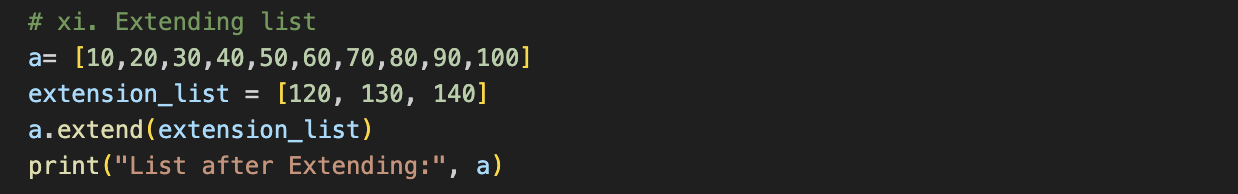 # xi. Extending list
a= [10,20,30,40,50,60,70,80,90,100]
extension_list = [120, 130, 140]
a.extend(extension_list)
print("List after Extending:", a)